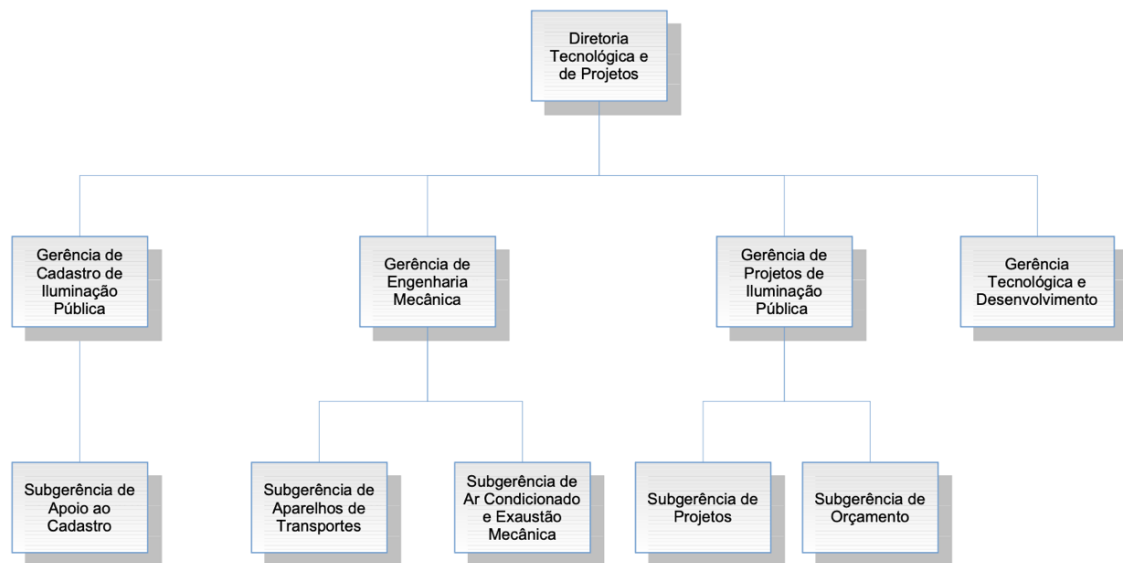 Diretoria
Tecnológica e
de Projetos
Gerência de
Cadastro de
Iluminação
Pública
Gerência de
Engenharia
Mecânica
Gerência de
Projetos de
Iluminação
Pública
Gerência
Tecnológica e
Desenvolvimento
Subgerência de
Apoio ao
Cadastro
Subgerência de
Aparelhos de
Transportes
Subgerência de
Ar Condicionado
e Exaustão
Mecânica
Subgerência de
Projetos
Subgerência de
Orçamento